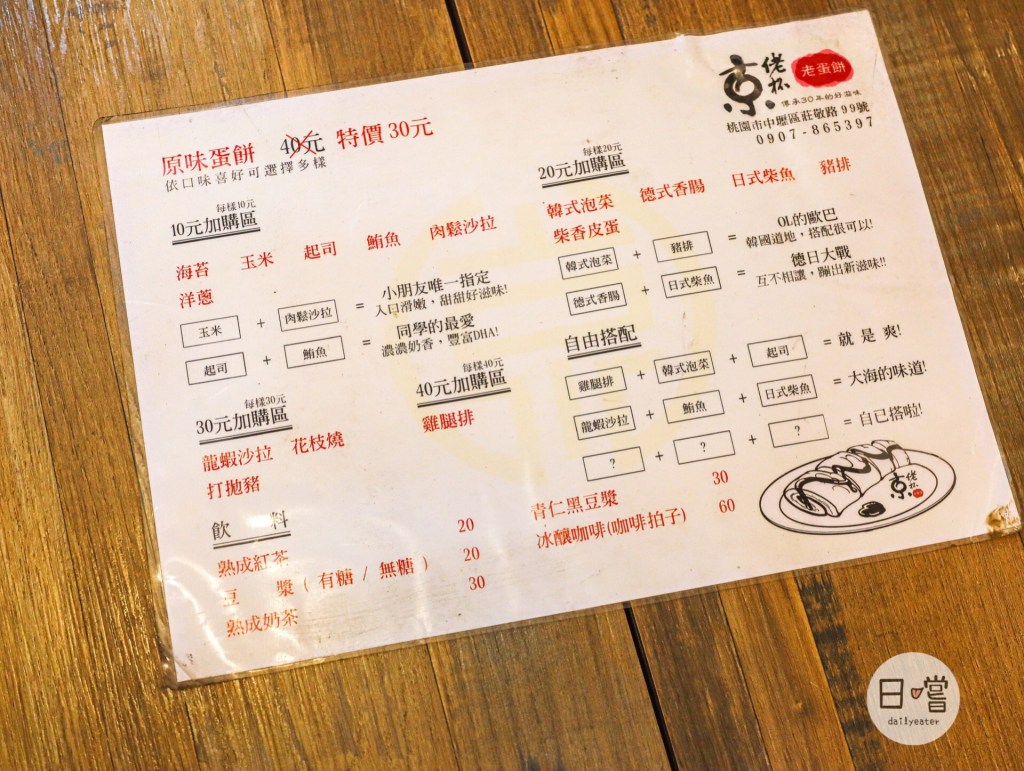 京佬杯 老蛋餅
傳承30年的好滋味
桃園市中壢區莊敬路99號
0907-865397
原味蛋餅 40元 特價30元
依口味喜好可選擇多樣
每樣10元
10元加購區
海苔 玉米 起司 鮪魚 肉鬆沙拉
洋蔥
玉米 + 肉鬆沙拉 = 小朋友唯一指定
入口滑嫩，甜甜好滋味!
起司 + 鮪魚 = 同學的最愛
濃濃奶香，豐富DHA!
每樣20元
20元加購區
韓式泡菜 德式香腸 日式柴魚 豬排
柴香皮蛋
韓式泡菜 + 豬排 = OL的歐巴
韓國道地，搭配很可以!
德式香腸 + 日式柴魚 = 德日大戰
互不相讓，蹦出新滋味!!
每樣30元
30元加購區
龍蝦沙拉 花枝燒
打拋豬
每樣40元
40元加購區
雞腿排
自由搭配
雞腿排 + 韓式泡菜 + 起司 = 就是爽!
龍蝦沙拉 + 鮪魚 + 日式柴魚 = 大海的味道!
? + ? + ? = 自已搭啦!
飲料
熟成紅茶 20
豆漿(有糖/無糖) 20
熟成奶茶 30
青仁黑豆漿 30
冰釀咖啡(咖啡拍子) 60
京佬杯
日嚐
dailyeater